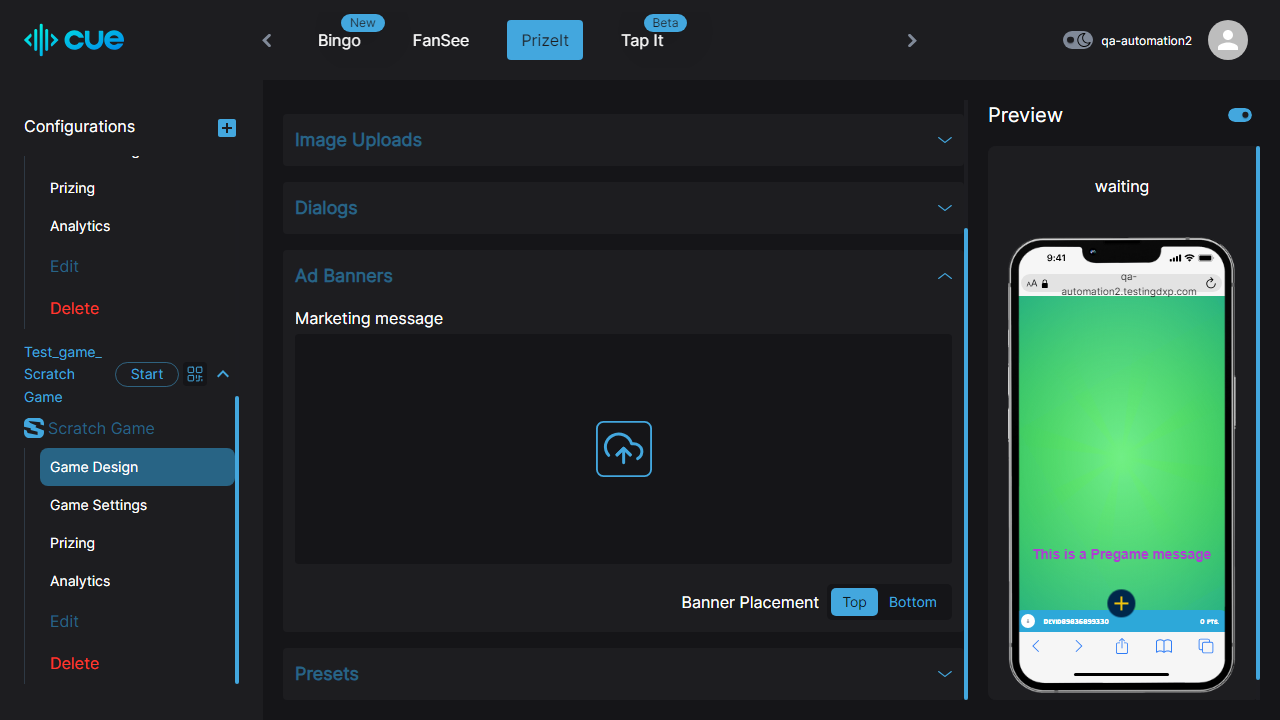 cue
New
Bingo
FanSee
PrizeIt
Beta
Tap It
qa-automation2
Configurations
Prizing
Analytics
Edit
Delete
Test_game_
Scratch
Game
Start
Scratch Game
Game Design
Game Settings
Prizing
Analytics
Edit
Delete
Image Uploads
Dialogs
Ad Banners
Marketing message
Banner Placement
Top
Bottom
Presets
Preview
waiting
9:41
AA
qa-
automation2.testingdxp.com
This is a Pregame message
0 PTS.